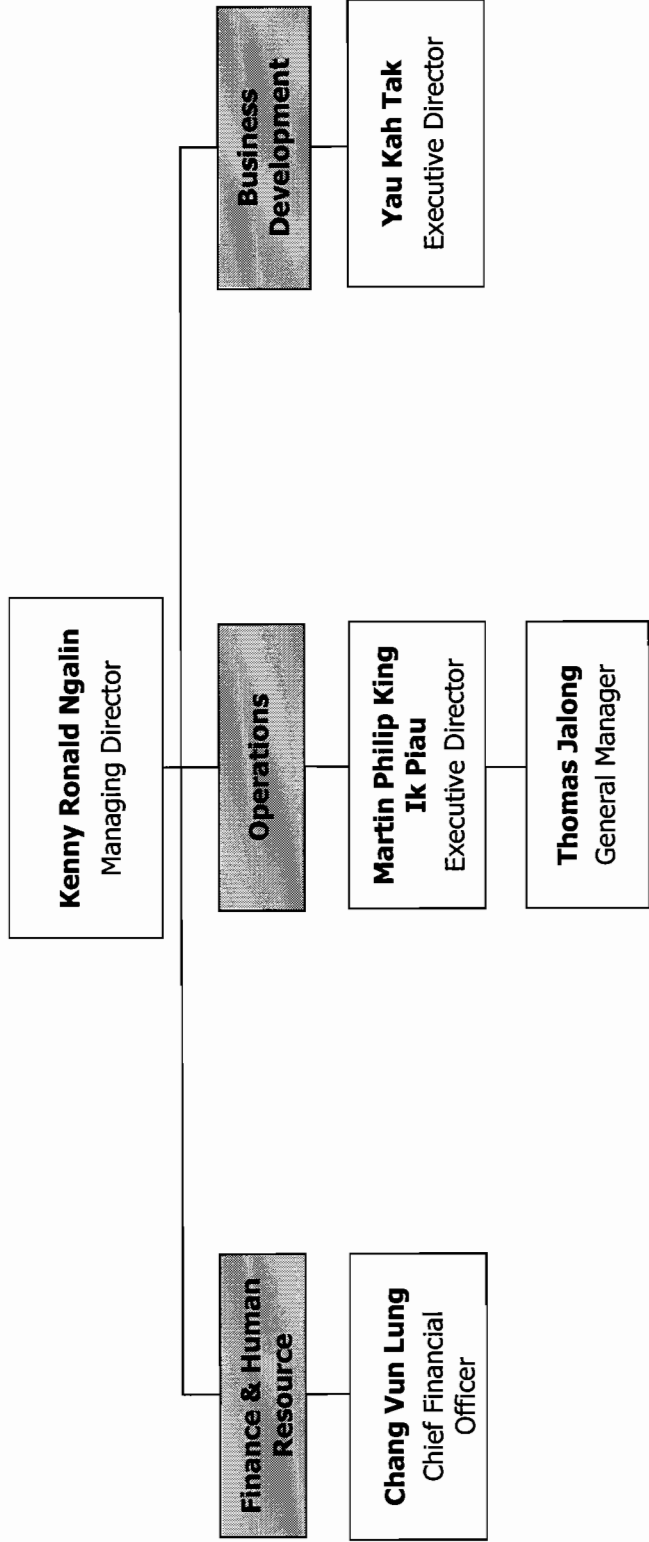 Kenny Ronald Ngalin
Managing Director
Finance & Human
Resource
Operations
Business
Development
Chang Vun Lung
Chief Financial
Officer
Martin Philip King
Ik Piau
Executive Director
Yau Kah Tak
Executive Director
Thomas Jalong
General Manager